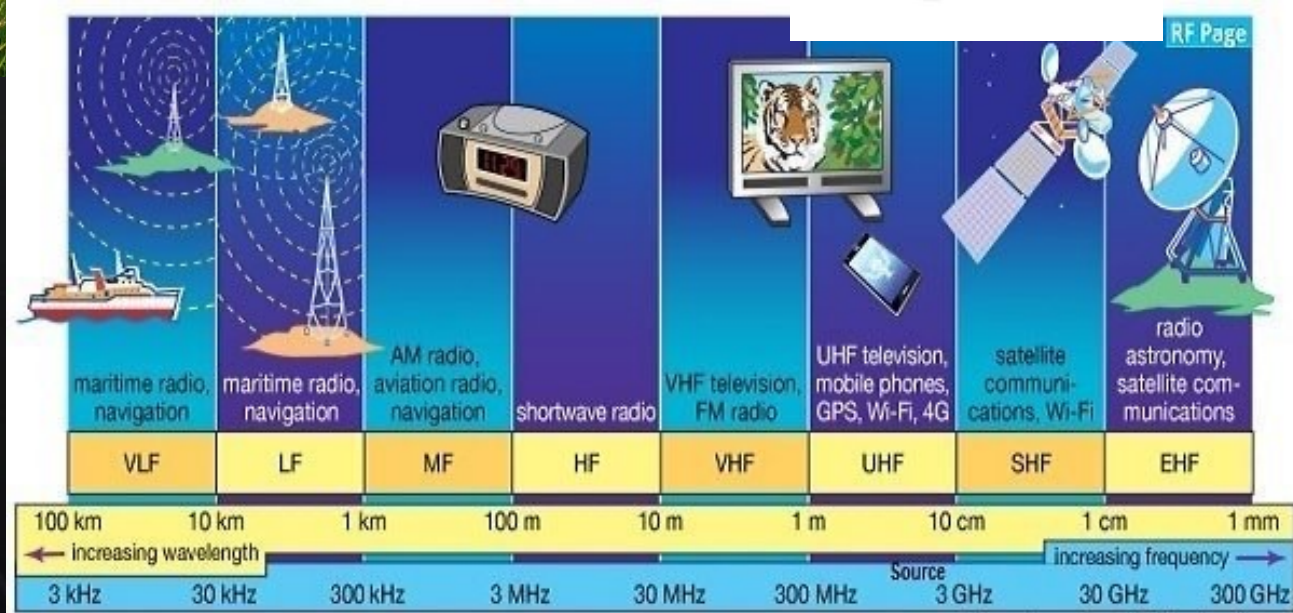 RF Page
11:29
maritime radio,
navigation
maritime radio,
navigation
AM radio,
aviation radio,
navigation
shortwave radio
VHF television,
FM radio
UHF television,
mobile phones,
GPS, Wi-Fi, 4G
satellite
communi-
cations, Wi-Fi
radio
astronomy,
satellite com-
munications
VLF LF MF HF VHF UHF SHF EHF
100 km 10 km 1 km 100 m 10 m 1 m 10 cm 1 cm 1 mm
increasing wavelength
increasing frequency
Source
3 kHz 30 kHz 300 kHz 3 MHz 30 MHz 300 MHz 3 GHz 30 GHz 300 GHz